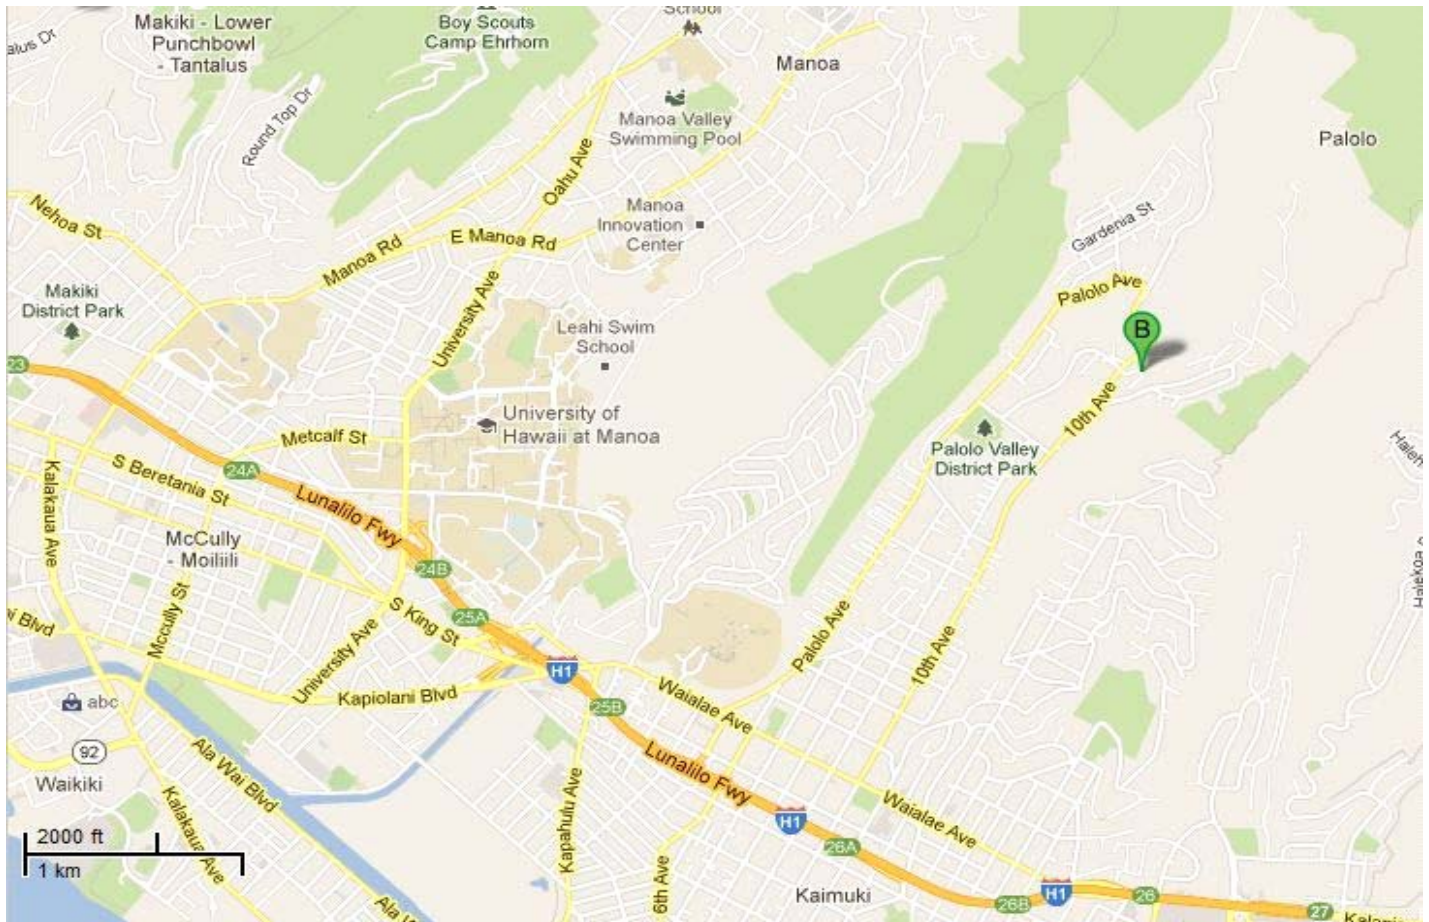 School
Makiki - Lower
Punchbowl
- Tantalus
Boy Scouts
Camp Ehrhorn
alus Dr
Manoa
Round Top Dr
Manoa Valley
Swimming Pool
Palolo
Oahu Ave
Nehoa St
Manoa
Innovation
Center
E Manoa Rd
Manoa Rd
Gardenia St
Palolo Ave
Makiki
District Park
University Ave
Leahi Swim
School
B
23
10th Ave
University of
Hawaii at Manoa
Metcalf St
Palolo Valley
District Park
24A
S Beretania St
Kalakaua Ave
Lunalilo Fwy
McCully
- Moiliili
24B
Halekoa
Mccully St
S King St
25A
University Ave
Palolo Ave
10th Ave
H1
Kapiolani Blvd
Waialae Ave
abc
25B
92
Ala Wai Blvd
Lunalilo Fwy
Waikiki
Kalakaua Ave
Kapahulu Ave
H1
Waialae Ave
2000 ft
1 km
26A
6th Ave
Kaimuki
26B
H1
26
27